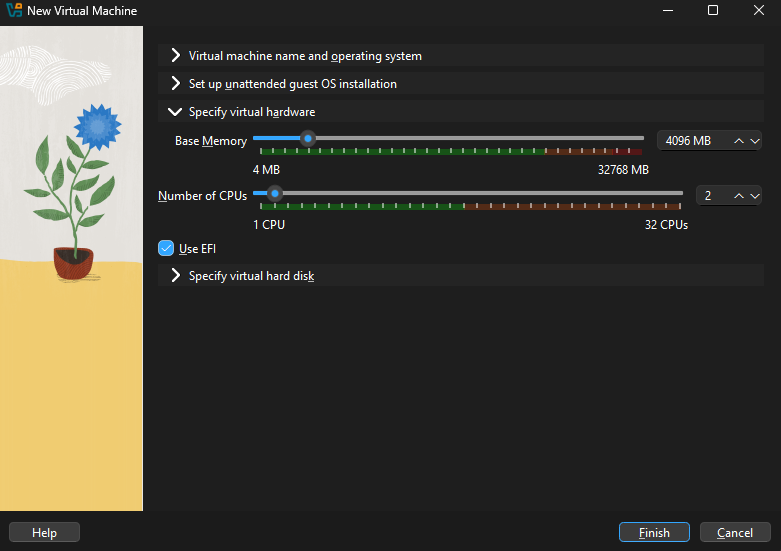 New Virtual Machine
Virtual machine name and operating system
Set up unattended guest OS installation
Specify virtual hardware
Base Memory 4096 MB
4 MB 32768 MB
Number of CPUs 2
1 CPU 32 CPUs
Use EFI
Specify virtual hard disk
Help Finish Cancel